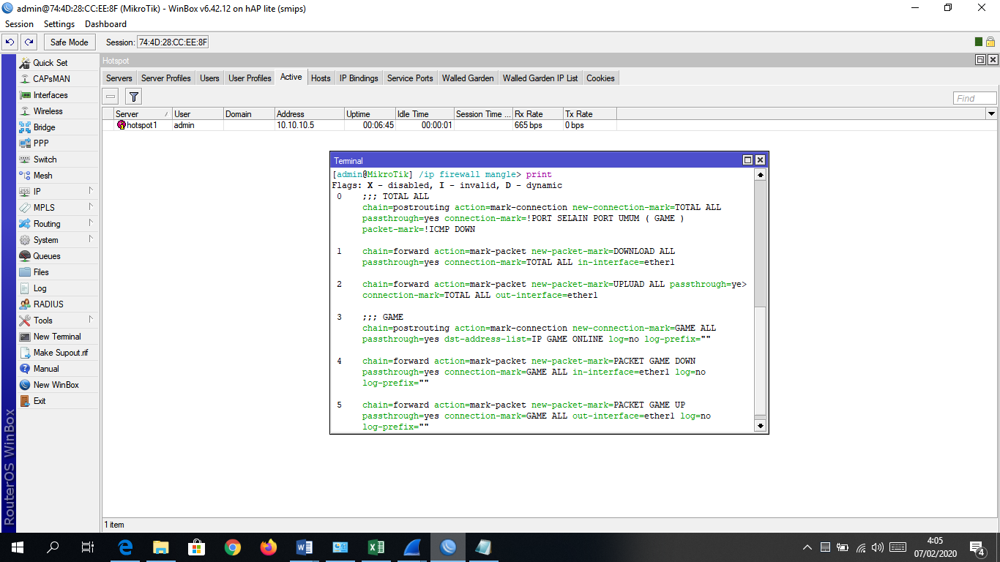 admin@74:4D:28:CC:EE:8F (MikroTik) - WinBox v6.42.12 on hAP lite (smips)
Session Settings Dashboard
Safe Mode Session: 74:4D:28:CC:EE:8F
Hotspot
Quick Set
CAPsMAN
Interfaces
Wireless
Bridge
PPP
Switch
Mesh
IP
MPLS
Routing
System
Queues
Files
Log
RADIUS
Tools
New Terminal
Make Supout.rif
Manual
New WinBox
Exit
RouterOS WinBox
Servers Server Profiles Users User Profiles Active Hosts IP Bindings Service Ports Walled Garden Walled Garden IP List Cookies
Find
Server User Domain Address Uptime Idle Time Session Time ... Rx Rate Tx Rate
hotspot1 admin 10.10.10.5 00:06:45 00:00:01 665 bps 0 bps
Terminal
[admin@MikroTik] /ip firewall mangle> print
Flags: X - disabled, I - invalid, D - dynamic
0 ;;; TOTAL ALL
chain=postrouting action=mark-connection new-connection-mark=TOTAL ALL
passthrough=yes connection-mark=!PORT SELAIN PORT UMUM ( GAME )
packet-mark=!ICMP DOWN
1 chain=forward action=mark-packet new-packet-mark=DOWNLOAD ALL
passthrough=yes connection-mark=TOTAL ALL in-interface=ether1
2 chain=forward action=mark-packet new-packet-mark=UPLUAD ALL passthrough=ye>
connection-mark=TOTAL ALL out-interface=ether1
3 ;;; GAME
chain=postrouting action=mark-connection new-connection-mark=GAME ALL
passthrough=yes dst-address-list=IP GAME ONLINE log=no log-prefix=""
4 chain=forward action=mark-packet new-packet-mark=PACKET GAME DOWN
passthrough=yes connection-mark=GAME ALL in-interface=ether1 log=no
log-prefix=""
5 chain=forward action=mark-packet new-packet-mark=PACKET GAME UP
passthrough=yes connection-mark=GAME ALL out-interface=ether1 log=no
log-prefix=""
1 item
4:05
07/02/2020
4